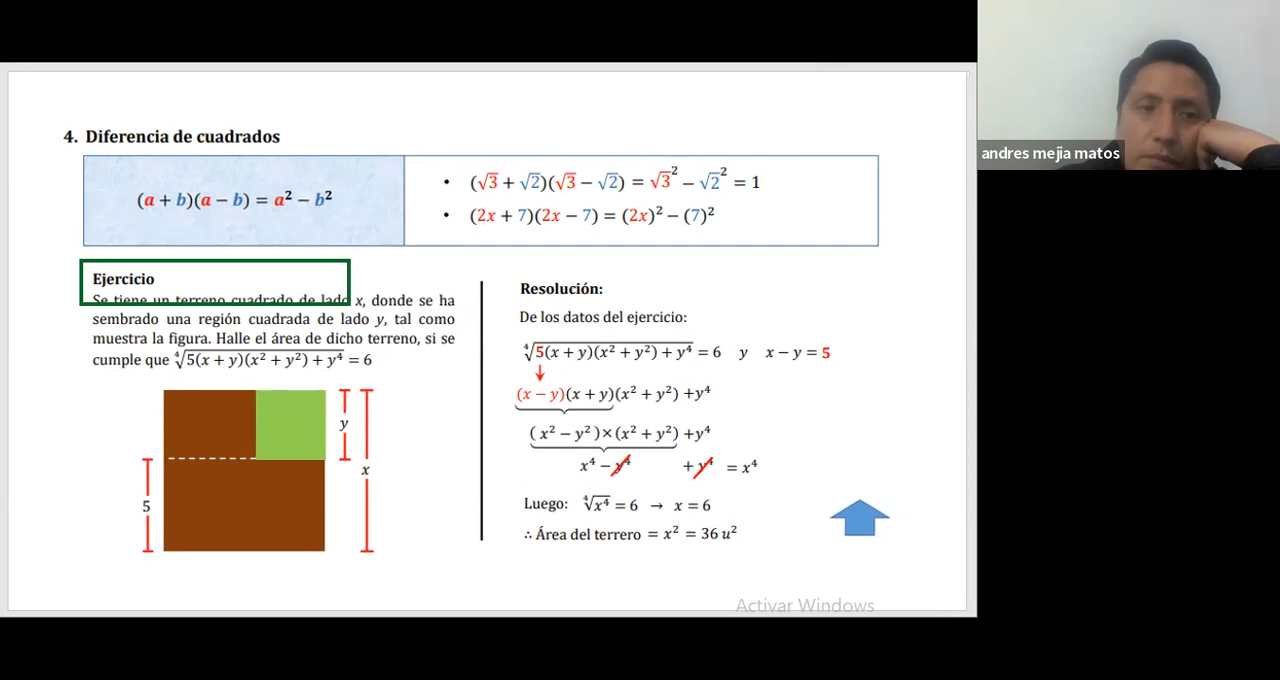 4. Diferencia de cuadrados
(a + b)(a − b) = a² − b²
• (√3 + √2)(√3 − √2) = √3² − √2² = 1
• (2x + 7)(2x − 7) = (2x)² − (7)²
andres mejia matos
Ejercicio
Se tiene un terreno cuadrado de lado x, donde se ha
sembrado una región cuadrada de lado y, tal como
muestra la figura. Halle el área de dicho terreno, si se
cumple que ∜5(x + y)(x² + y²) + y⁴ = 6
y
x
5
Resolución:
De los datos del ejercicio:
∜5(x + y)(x² + y²) + y⁴ = 6 y x − y = 5
(x − y)(x + y)(x² + y²) +y⁴
( x² − y² )×(x² + y²) +y⁴
x⁴ − y⁴ + y⁴ = x⁴
Luego: ∜x⁴ = 6 → x = 6
∴ Área del terrero = x² = 36 u²
Activar Windows